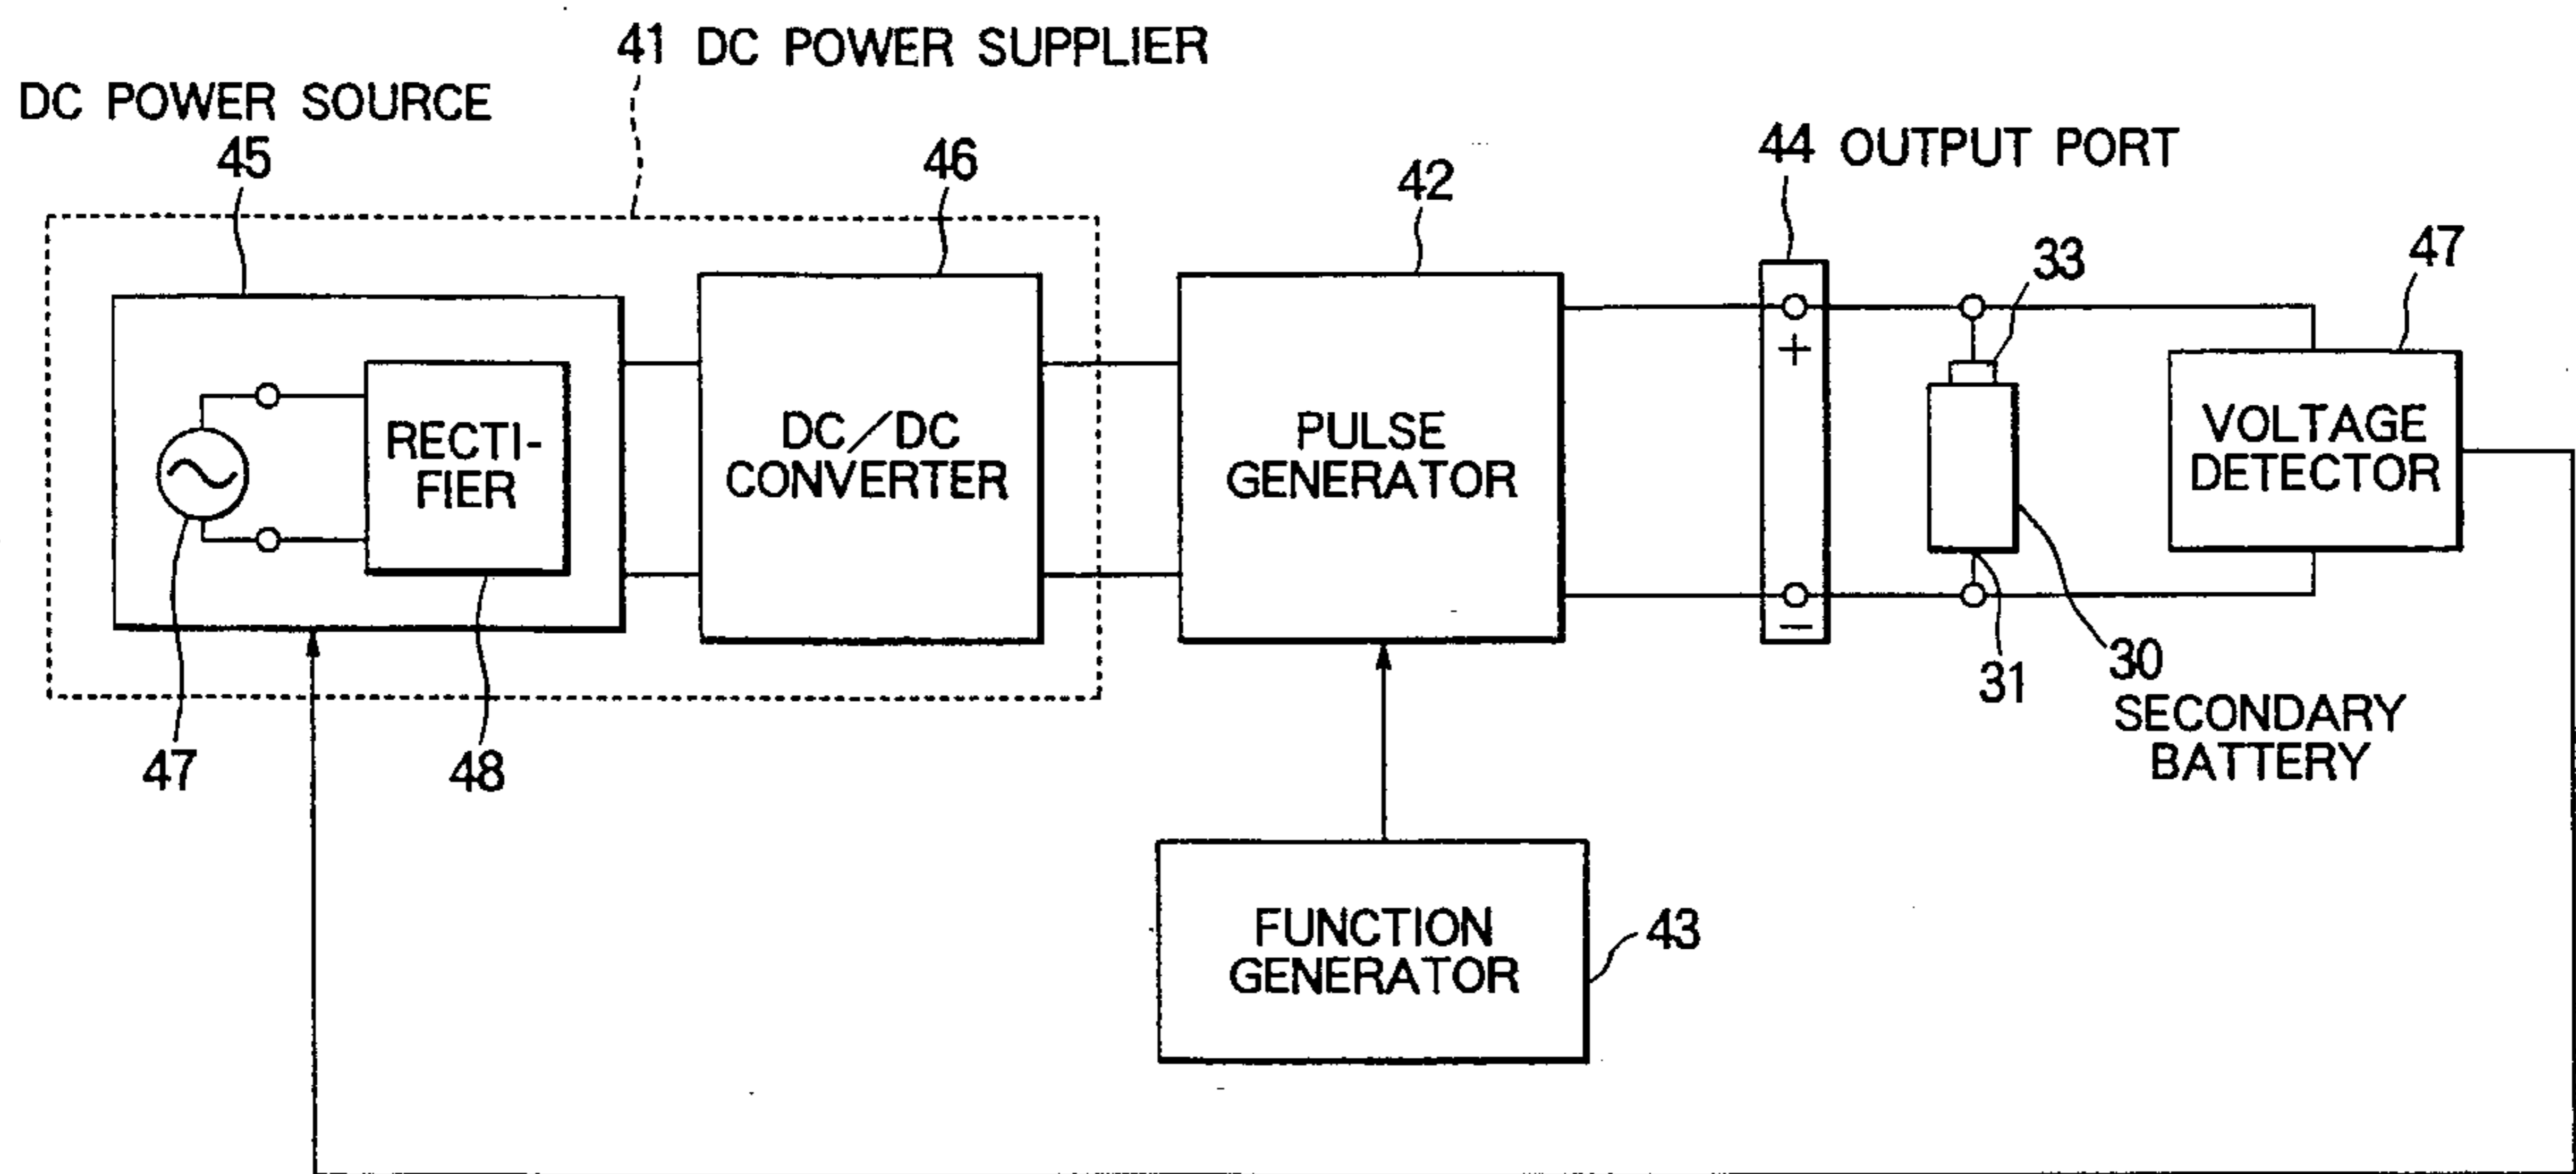 41 DC POWER SUPPLIER
DC POWER SOURCE
45
46
42
44 OUTPUT PORT
33
47
+
RECTI-
FIER
DC/DC
CONVERTER
PULSE
GENERATOR
VOLTAGE
DETECTOR
−
47
48
31
30
SECONDARY
BATTERY
FUNCTION
GENERATOR
43